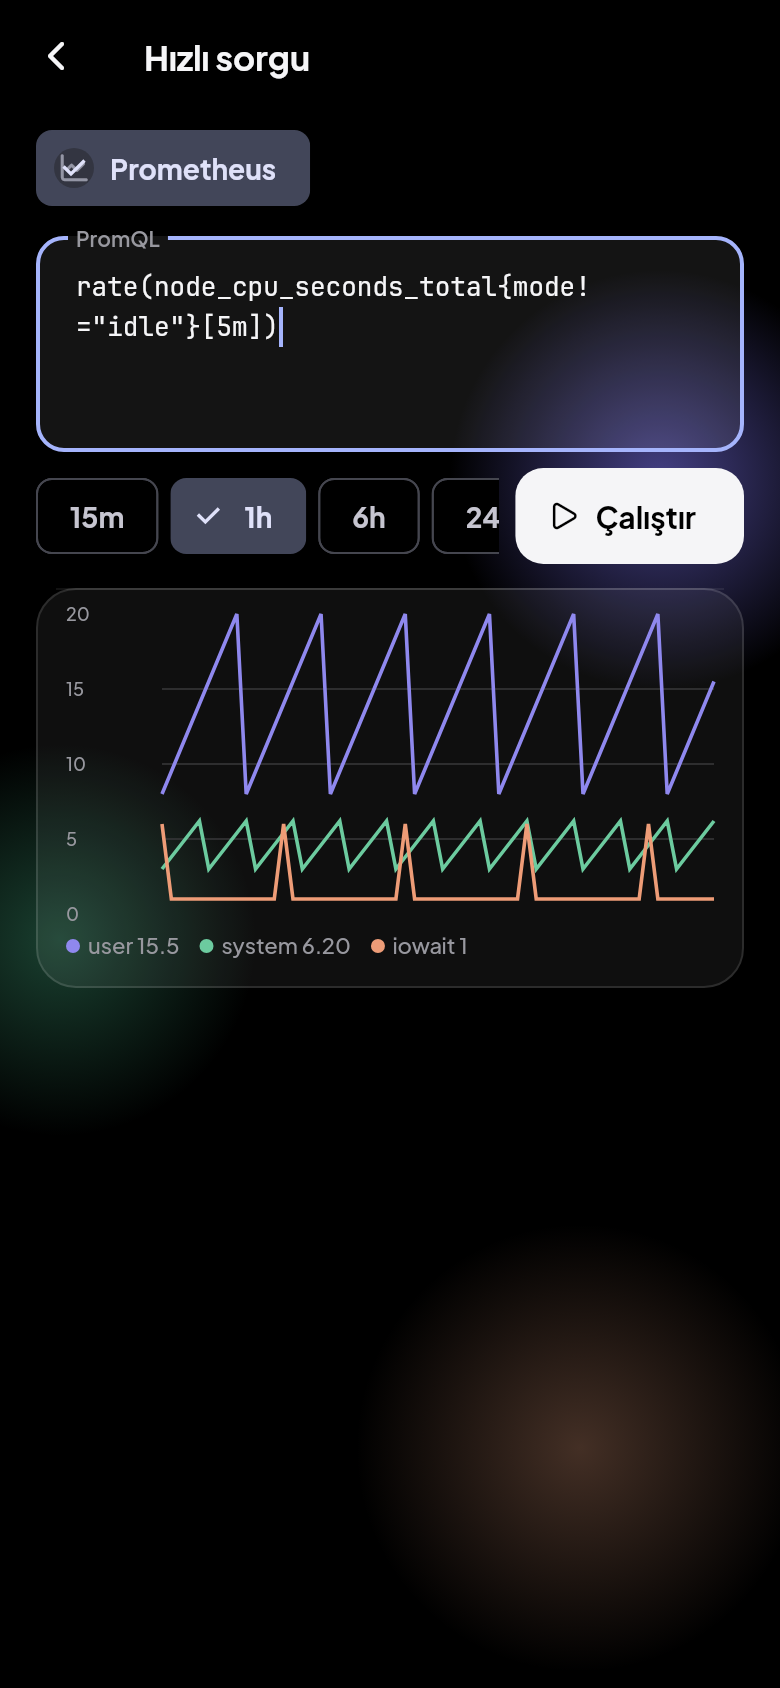 Hızlı sorgu
Prometheus
PromQL
rate(node_cpu_seconds_total{mode!
="idle"}[5m])
15m
1h
6h
24
Çalıştır
20
15
10
5
0
user 15.5
system 6.20
iowait 1